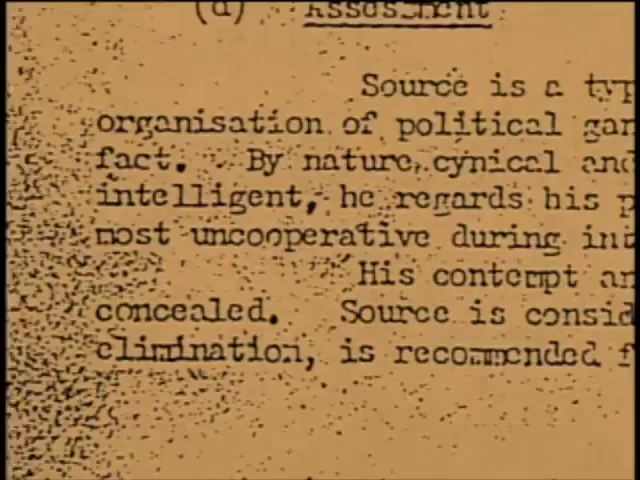 (d) Assessment
Source is a typ
organisation of political gan
fact. By nature, cynical and
intelligent, he regards his p
most uncooperative during int
His contempt an
concealed. Source is consid
elimination, is recommended f